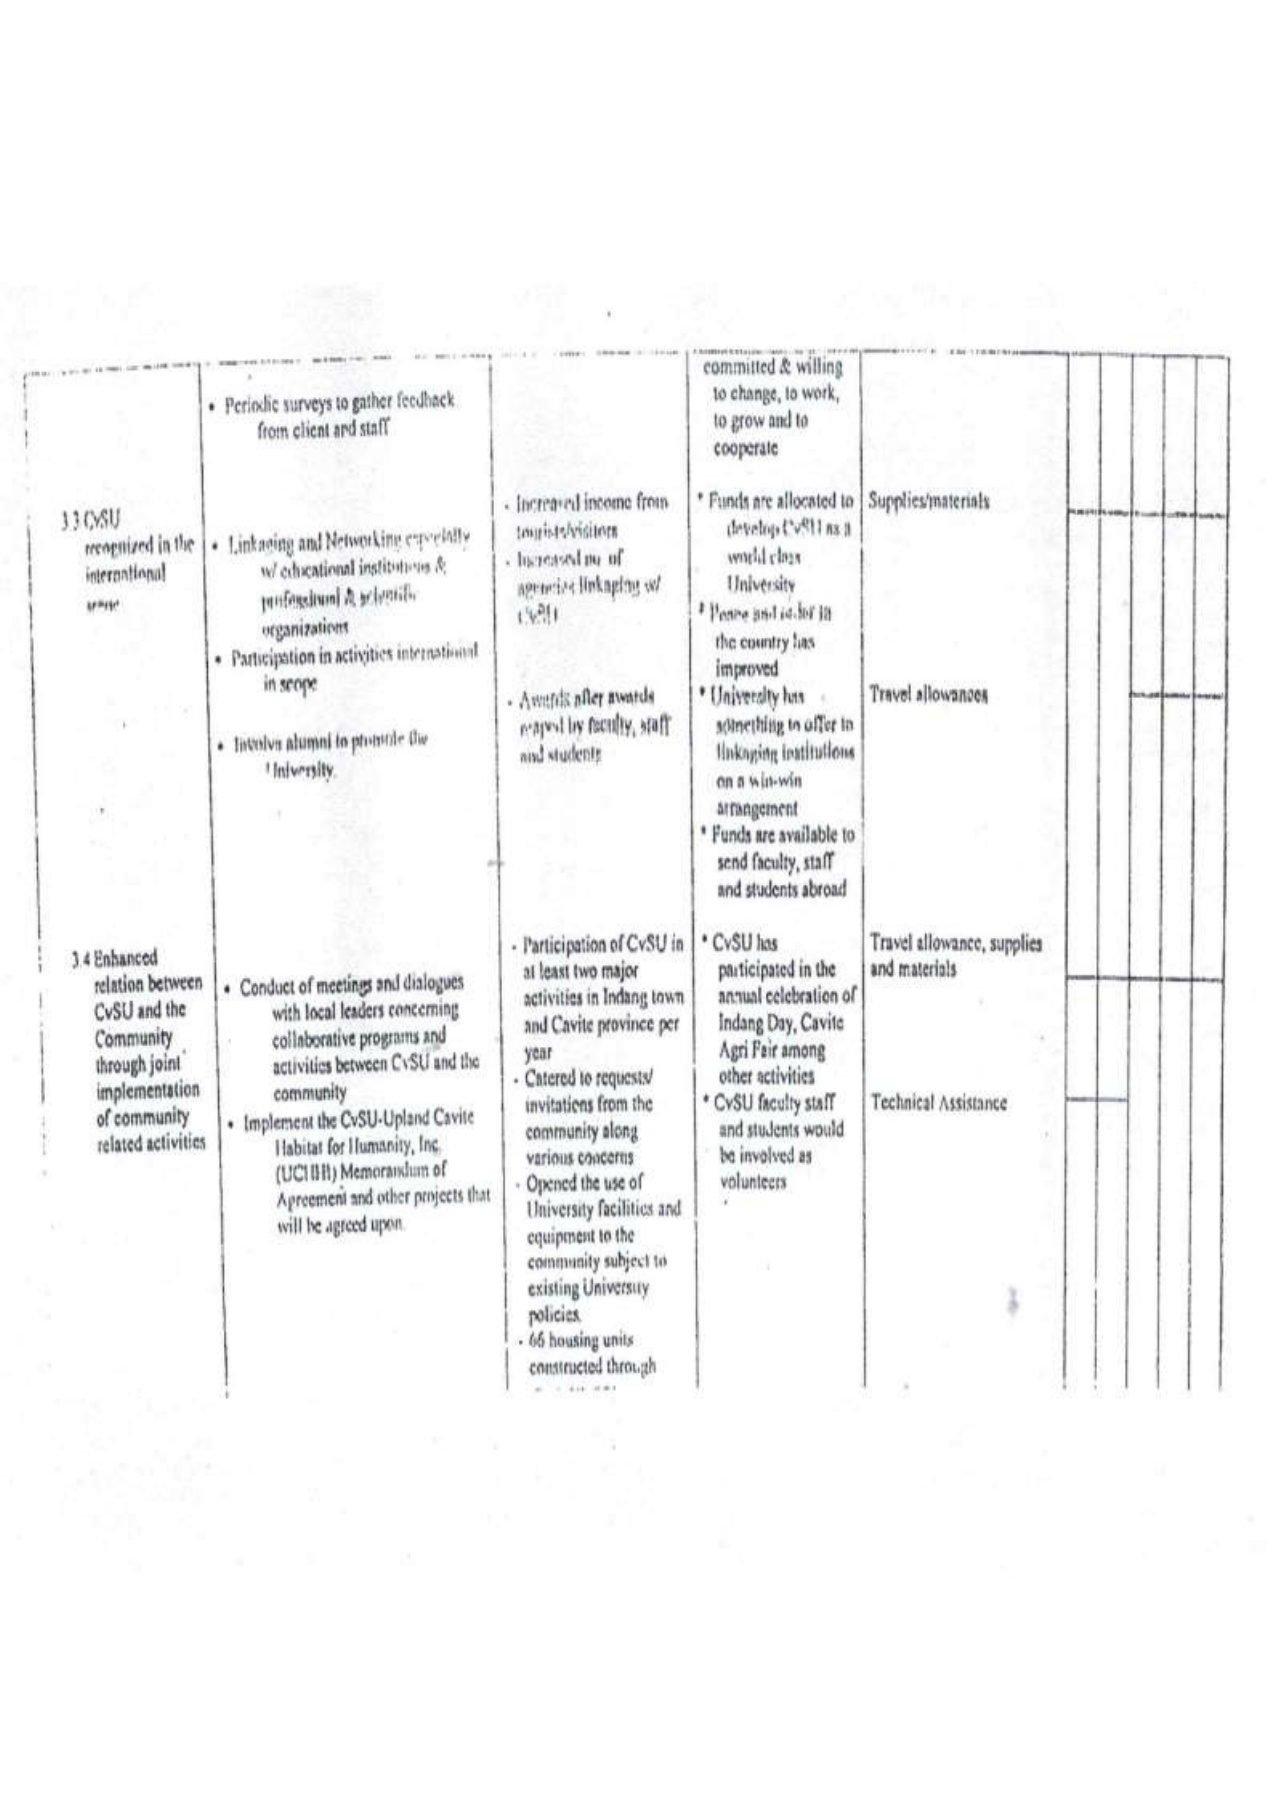 • Periodic surveys to gather feedback
from client and staff
3.3 CvSU
recognized in the
international
• Linkaging and Networking especially
w/ educational institutions &
professional & scientific
organizations
• Participation in activities international
in scope
• Involve alumni to promote the
University.
- Increased income from
tourists/visitors
- Increased no of
agencies linkaging w/
CvSU
- Awards after awards
reaped by faculty, staff
and students
committed & willing
to change, to work,
to grow and to
cooperate
* Funds are allocated to
develop CvSU as a
world class
University
* Peace and order in
the country has
improved
* University has
something to offer to
linkaging institutions
on a win-win
arrangement
* Funds are available to
send faculty, staff
and students abroad
Supplies/materials
Travel allowances
3.4 Enhanced
relation between
CvSU and the
Community
through joint
implementation
of community
related activities
• Conduct of meetings and dialogues
with local leaders concerning
collaborative programs and
activities between CvSU and the
community
• Implement the CvSU-Upland Cavite
Habitat for Humanity, Inc.
Memorandum of
Agreement and other projects that
will be agreed upon.
- Participation of CvSU in
at least two major
activities in Indang town
and Cavite province per
year
- Catered to requests/
invitations from the
community along
various concerns
- Opened the use of
University facilities and
equipment to the
community subject to
existing University
policies.
- 66 housing units
constructed through
* CvSU has
participated in the
annual celebration of
Indang Day, Cavite
Agri Fair among
other activities
* CvSU faculty staff
and students would
be involved as
volunteers
Travel allowance, supplies
and materials
Technical Assistance